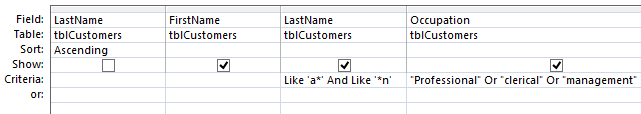 Field: LastName FirstName LastName Occupation
Table: tblCustomers tblCustomers tblCustomers tblCustomers
Sort: Ascending
Show:
Criteria: Like 'a*' And Like '*n' "Professional" Or "clerical" Or "management"
or: